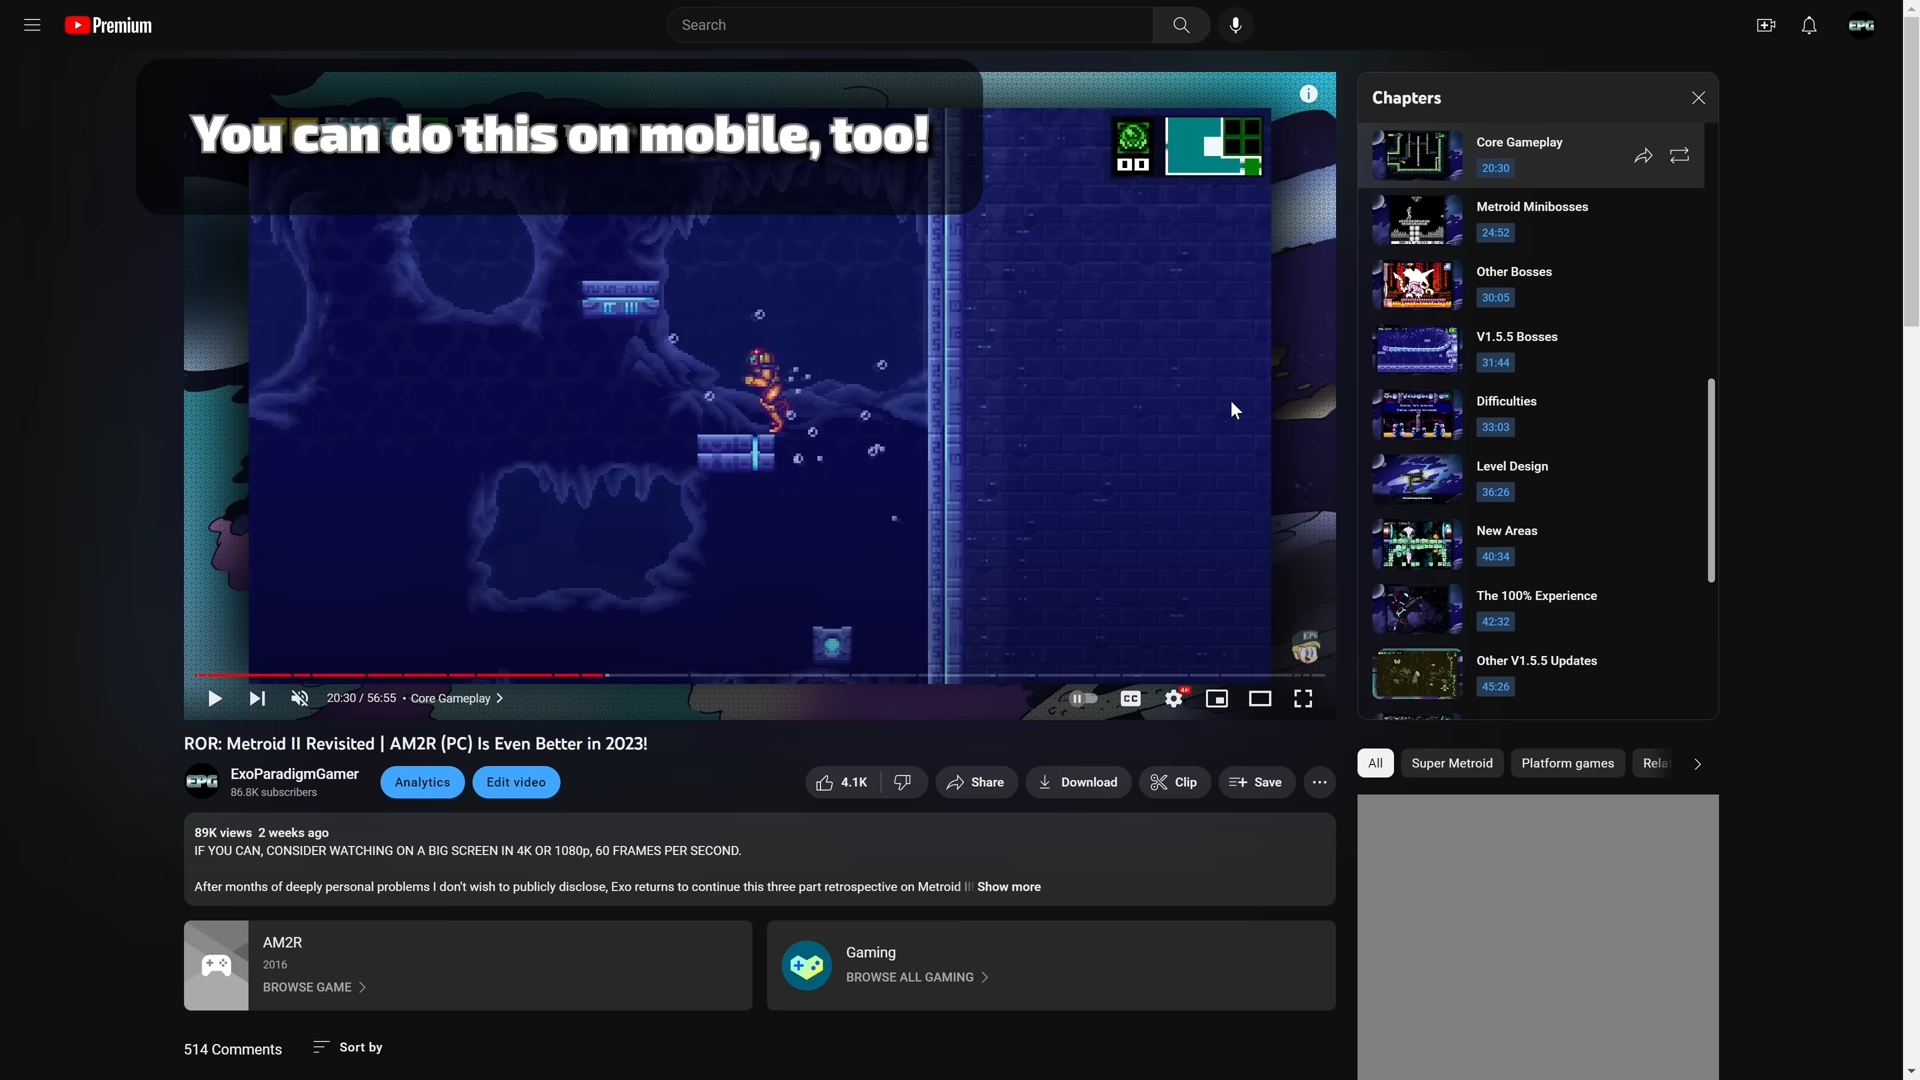 Premium
Search
EPG
You can do this on mobile, too!
00
EPG
20:30 / 56:55 • Core Gameplay
CC
4K
Chapters
Core Gameplay
20:30
Metroid Minibosses
24:52
Other Bosses
30:05
V1.5.5 Bosses
31:44
Difficulties
33:03
Level Design
36:26
New Areas
40:34
The 100% Experience
42:32
Other V1.5.5 Updates
45:26
ROR: Metroid II Revisited | AM2R (PC) Is Even Better in 2023!
EPG
ExoParadigmGamer
86.8K subscribers
Analytics
Edit video
4.1K
Share
Download
Clip
Save
All
Super Metroid
Platform games
Rela
89K views 2 weeks ago
IF YOU CAN, CONSIDER WATCHING ON A BIG SCREEN IN 4K OR 1080p, 60 FRAMES PER SECOND.
After months of deeply personal problems I don't wish to publicly disclose, Exo returns to continue this three part retrospective on Metroid II Show more
AM2R
2016
BROWSE GAME
Gaming
BROWSE ALL GAMING
514 Comments
Sort by